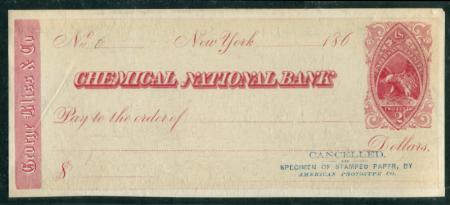 George Bliss & Co
No. New York 186
CHEMICAL NATIONAL BANK
Pay to the order of
Dollars.
$
CANCELLED.
SPECIMEN OF STAMPED PAPER, BY
AMERICAN PHOTOTYPE CO.